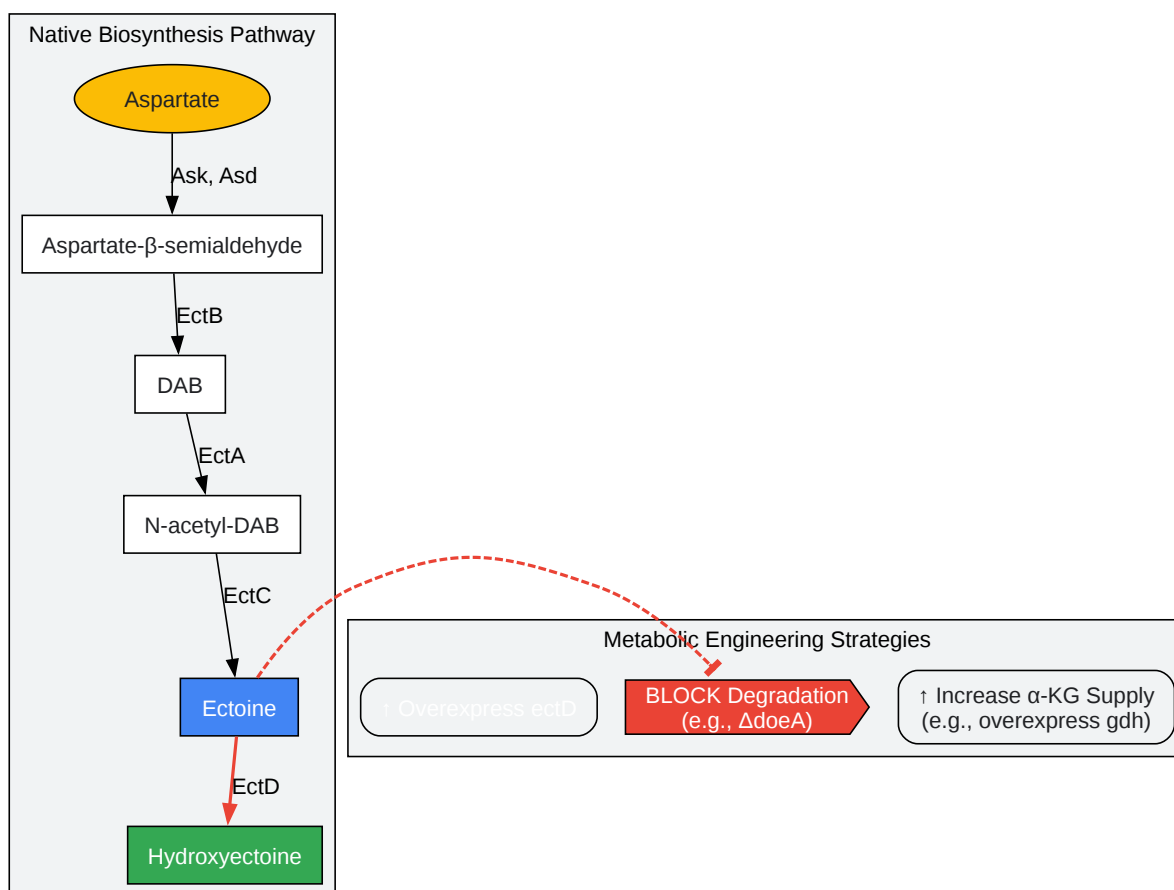 Native Biosynthesis Pathway
Aspartate
Ask, Asd
Aspartate-β-semialdehyde
EctB
DAB
EctA
N-acetyl-DAB
EctC
Ectoine
EctD
Hydroxyectoine
Metabolic Engineering Strategies
↑ Overexpress ectD
BLOCK Degradation
(e.g., ΔdoeA)
↑ Increase α-KG Supply
(e.g., overexpress gdh)